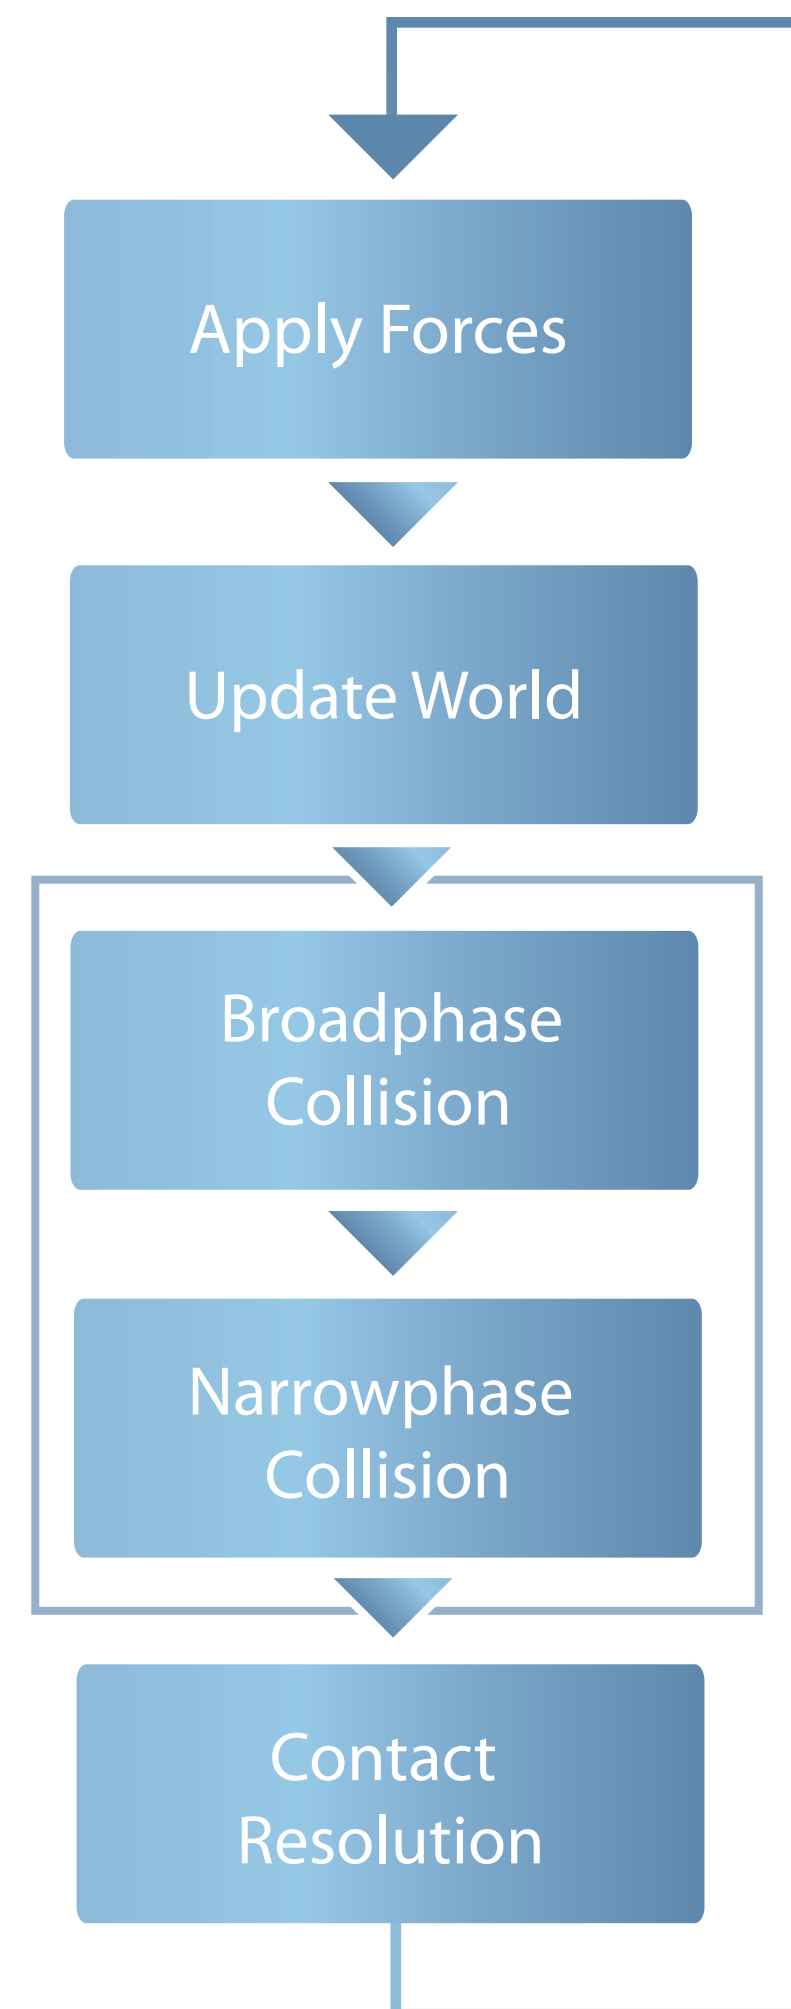 Apply Forces
Update World
Broadphase
Collision
Narrowphase
Collision
Contact
Resolution